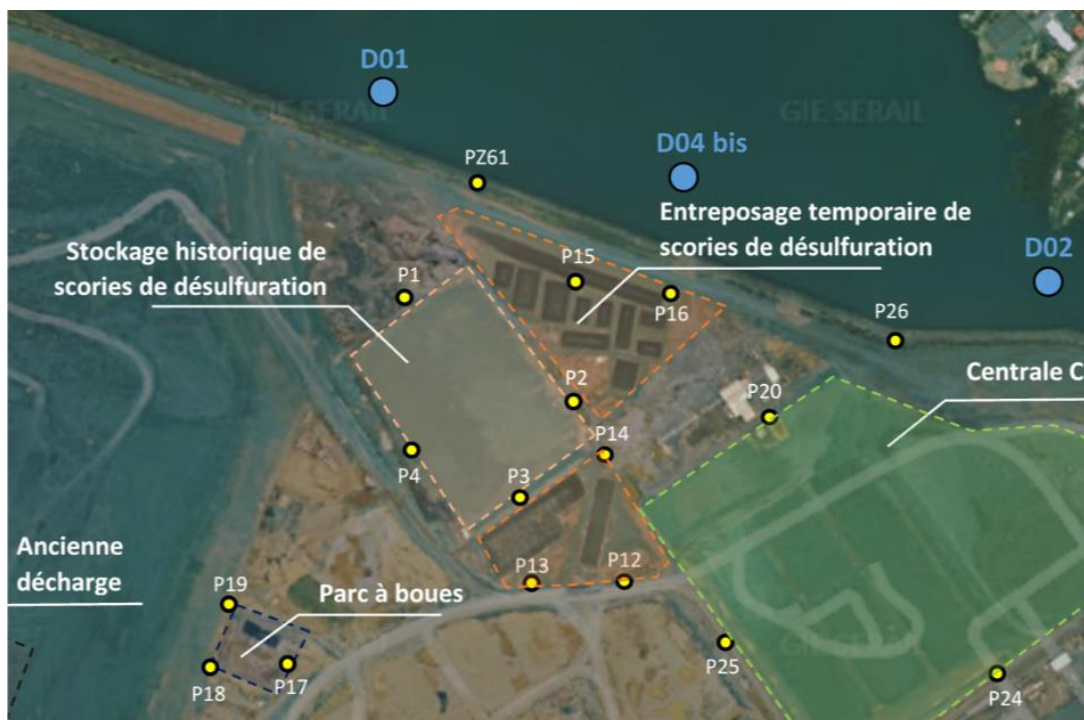 D01
GIE SERAIL
GIE SERAIL
PZ61
D04 bis
Entreposage temporaire de
scories de désulfuration
Stockage historique de
scories de désulfuration
D02
P1
P15
P16
P26
Centrale C
P2
P20
P14
P4
P3
Ancienne
décharge
P13
P12
P19
Parc à boues
GIE SERAIL
P25
P18
P17
P24